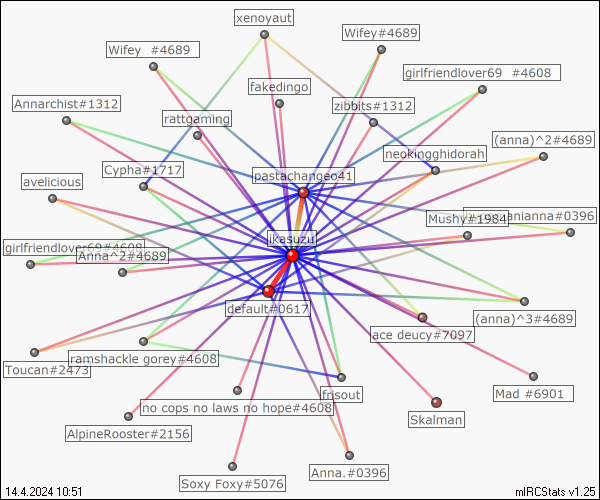 xenoyaut
Wifey #4689
Wifey#4689
girlfriendlover69 #4608
fakedingo
Annarchist#1312
zibbits#1312
rattgaming
(anna)^2#4689
neokingghidorah
Cypha#1717
pastachangeo41
avelicious
Mushy#1984
anianna#0396
ikasuzu
girlfriendlover69#4609
Anna^2#4689
default#0617
(anna)^3#4689
ace deucy#7097
ramshackle gorey#4608
Toucan#2473
frisout
Mad #6901
no cops no laws no hope#4608
Skalman
AlpineRooster#2156
Anna.#0396
Soxy Foxy#5076
14.4.2024 10:51
mIRCStats v1.25